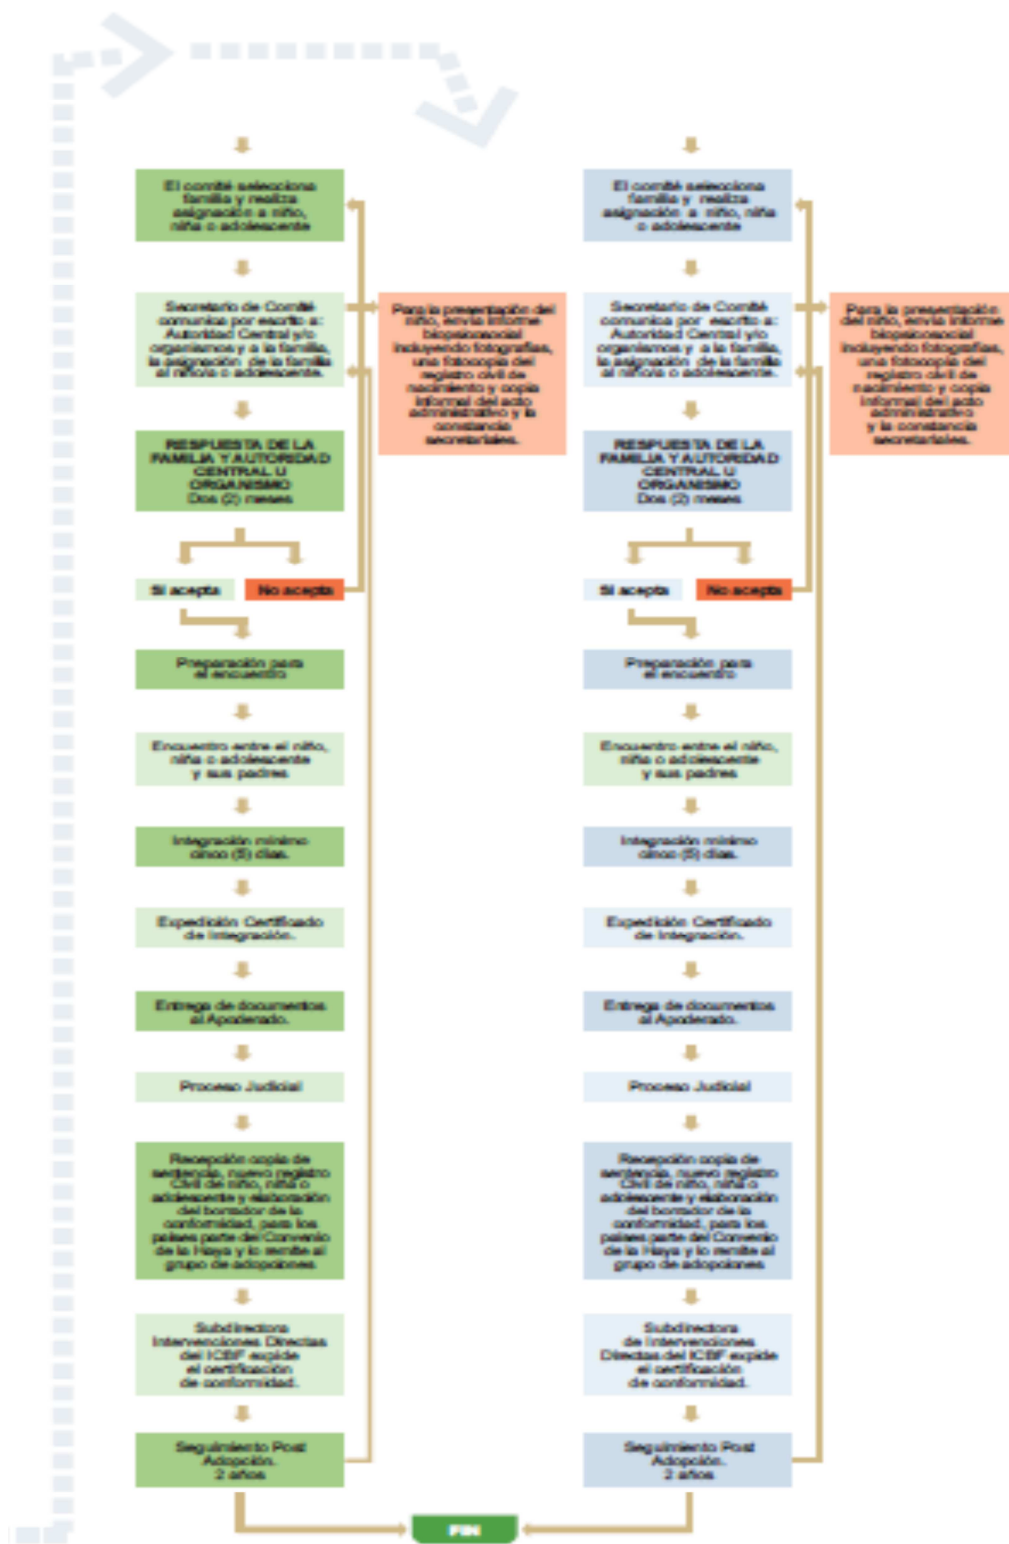 El comité selecciona
familia y realiza
asignación a niño,
niña o adolescente
Secretario de Comité
comunica por escrito a:
Autoridad Central y/o
organismos y a la familia,
la asignación de la familia
al niño/a o adolescente.
Para la presentación del
niño, envía informe
biopsicosocial
incluyendo fotografías,
una fotocopia del
registro civil de
nacimiento y copia
informal del acto
administrativo y la
constancia
secretariales.
RESPUESTA DE LA
FAMILIA Y AUTORIDAD
CENTRAL U
ORGANISMO
Dos (2) meses
Si acepta
No acepta
Preparación para
el encuentro
Encuentro entre el niño,
niña o adolescente
y sus padres
Integración mínimo
cinco (5) días.
Expedición Certificado
de Integración.
Entrega de documentos
al Apoderado.
Proceso Judicial
Recepción copia de
sentencia, nuevo registro
Civil de niño, niña o
adolescente y elaboración
del borrador de la
conformidad, para los
países parte del Convenio
de la Haya y lo remite al
grupo de adopciones
Subdirectora
Intervenciones Directas
del ICBF expide
el certificación
de conformidad.
Seguimiento Post
Adopción.
2 años
El comité selecciona
familia y realiza
asignación a niño, niña
o adolescente
Secretario de Comité
comunica por escrito a:
Autoridad Central y/o
organismos y a la familia,
la asignación de la familia
al niño/a o adolescente.
Para la presentación
del niño, envía informe
biopsicosocial
incluyendo fotografías,
una fotocopia del
registro civil de
nacimiento y copia
informal del acto
administrativo
y la constancia
secretariales.
RESPUESTA DE LA
FAMILIA Y AUTORIDAD
CENTRAL U
ORGANISMO
Dos (2) meses
Si acepta
No acepta
Preparación para
el encuentro
Encuentro entre el niño,
niña o adolescente
y sus padres
Integración mínimo
cinco (5) días.
Expedición Certificado
de Integración.
Entrega de documentos
al Apoderado.
Proceso Judicial
Recepción copia de
sentencia, nuevo registro
Civil de niño, niña o
adolescente y elaboración
del borrador de la
conformidad, para los
países parte del Convenio
de la Haya y lo remite al
grupo de adopciones
Subdirectora
de Intervenciones
Directas del ICBF expide
el certificación
de conformidad.
Seguimiento Post
Adopción.
2 años
FIN